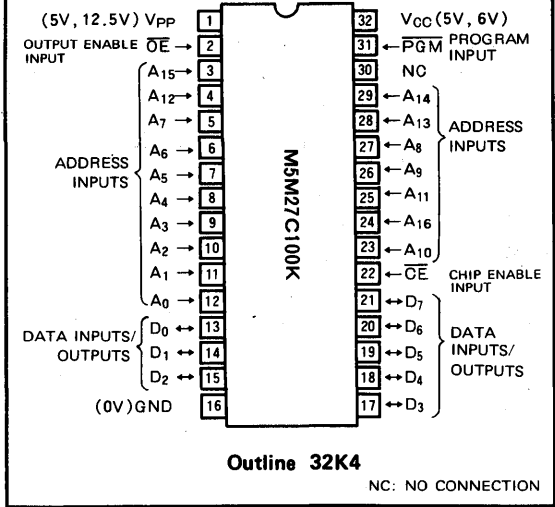 (5V, 12.5V) VPP 1 32 VCC(5V, 6V)
OUTPUT ENABLE INPUT OE → 2 31 ← PGM PROGRAM INPUT
A15 → 3 30 NC
A12 → 4 29 ← A14
A7 → 5 28 ← A13
A6 → 6 27 ← A8
A5 → 7 26 ← A9
A4 → 8 25 ← A11
A3 → 9 24 ← A16
A2 → 10 23 ← A10
A1 → 11 22 ← CE CHIP ENABLE INPUT
A0 → 12 21 ↔ D7
D0 ↔ 13 20 ↔ D6
D1 ↔ 14 19 ↔ D5
D2 ↔ 15 18 ↔ D4
(0V) GND 16 17 ↔ D3
ADDRESS INPUTS
DATA INPUTS/ OUTPUTS
M5M27C100K
ADDRESS INPUTS
DATA INPUTS/ OUTPUTS
Outline 32K4
NC: NO CONNECTION